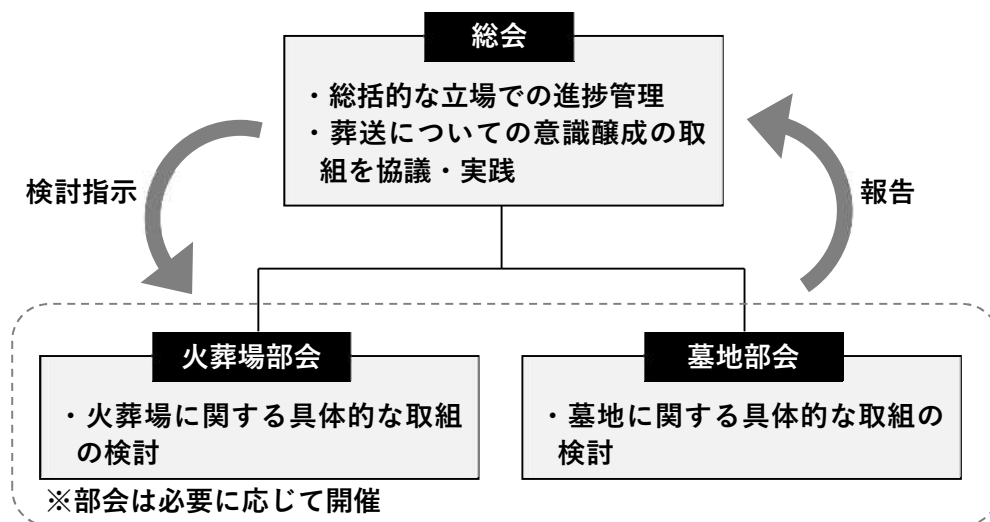 総会
・総括的な立場での進捗管理
・葬送についての意識醸成の取
組を協議・実践
検討指示
報告
火葬場部会
・火葬場に関する具体的な取組
の検討
墓地部会
・墓地に関する具体的な取組の
検討
※部会は必要に応じて開催